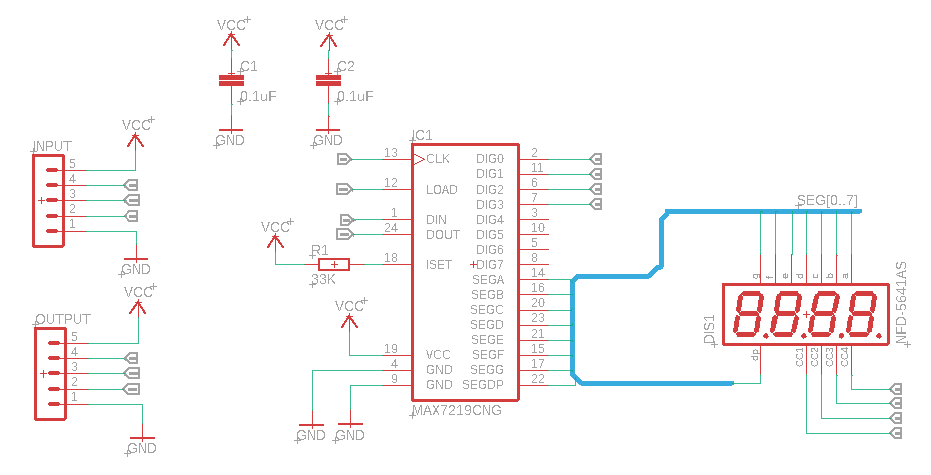 VCC VCC
C1 C2
0.1uF 0.1uF
GND GND
INPUT
VCC
5
4
3
2
1
GND
OUTPUT
VCC
5
4
3
2
1
GND
IC1
13 CLK DIG0 2
DIG1 11
12 LOAD DIG2 6
DIG3 7
1 DIN DIG4 3
24 DOUT DIG5 10
DIG6 5
VCC
R1
33K
18 ISET DIG7 8
SEGA 14
SEGB 16
SEGC 20
SEGD 23
SEGE 21
VCC
19 VCC SEGF 15
4 GND SEGG 17
9 GND SEGDP 22
MAX7219CNG
GND GND
SEG[0..7]
g f e d c b a
DIS1
8.8.8.8.
NFD-5641AS
dp CC1 CC2 CC3 CC4